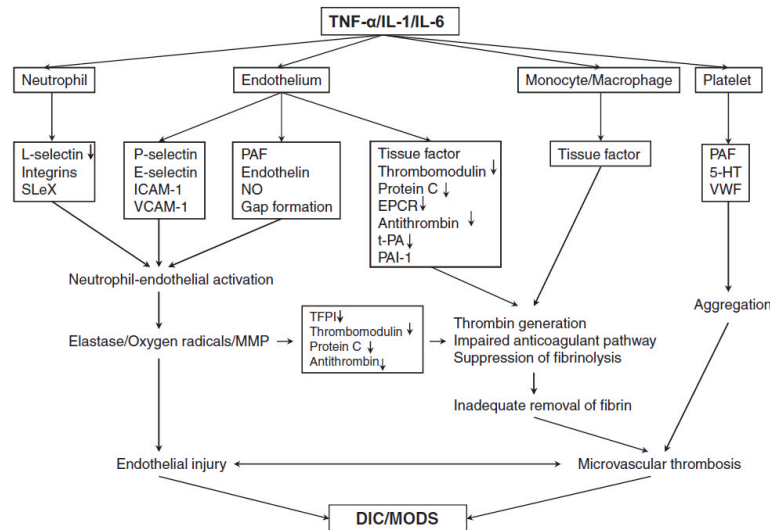 TNF-α/IL-1/IL-6
Neutrophil
Endothelium
Monocyte/Macrophage
Platelet
L-selectin↓
Integrins
SLeX
P-selectin
E-selectin
ICAM-1
VCAM-1
PAF
Endothelin
NO
Gap formation
Tissue factor
Thrombomodulin ↓
Protein C ↓
EPCR↓
Antithrombin ↓
t-PA↓
PAI-1
Tissue factor
PAF
5-HT
VWF
Neutrophil-endothelial activation
Aggregation
Elastase/Oxygen radicals/MMP
TFPI↓
Thrombomodulin ↓
Protein C ↓
Antithrombin↓
Thrombin generation
Impaired anticoagulant pathway
Suppression of fibrinolysis
Inadequate removal of fibrin
Endothelial injury
Microvascular thrombosis
DIC/MODS